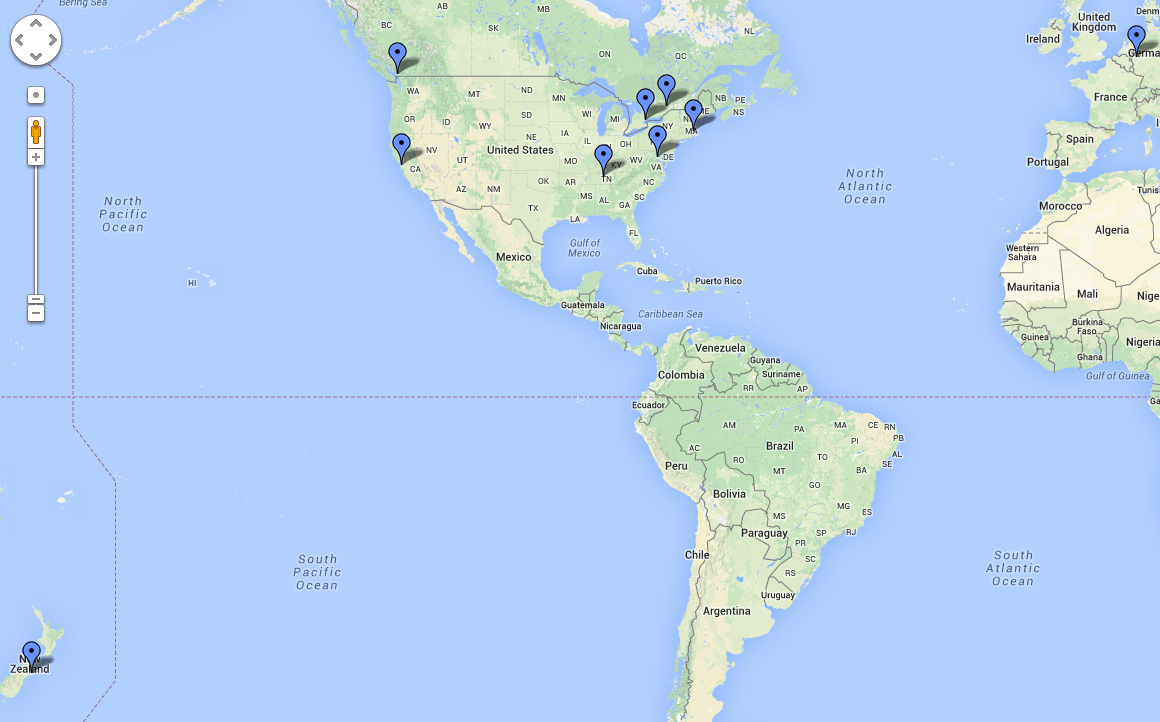 Bering Sea
AB
MB
BC
SK
NL
ON
QC
United
Kingdom
Ireland
Denm
Germa
WA
MT
ND
MN
NB
PE
NS
ME
France
OR
ID
SD
WI
MI
NY
MA
WY
IA
NE
NV
UT
United States
IL
OH
CA
MO
KY
WV
VA
DE
Spain
Portugal
North
Pacific
Ocean
North
Atlantic
Ocean
AZ
NM
OK
AR
TN
NC
MS
AL
GA
SC
TX
LA
FL
Tunis
Morocco
Algeria
Western
Sahara
Gulf of
Mexico
Mexico
Cuba
Puerto Rico
HI
Mauritania
Mali
Nige
Guatemala
Caribbean Sea
Nicaragua
Burkina
Faso
Guinea
Ghana
Nigeria
Gulf of Guinea
Venezuela
Guyana
Suriname
Colombia
RR
AP
Ecuador
Ga
AM
PA
MA
CE
RN
PB
PI
AL
SE
AC
Brazil
TO
RO
Peru
MT
BA
GO
Bolivia
MG
ES
MS
SP
RJ
Paraguay
PR
SC
Chile
RS
Uruguay
Argentina
South
Pacific
Ocean
South
Atlantic
Ocean
New
Zealand